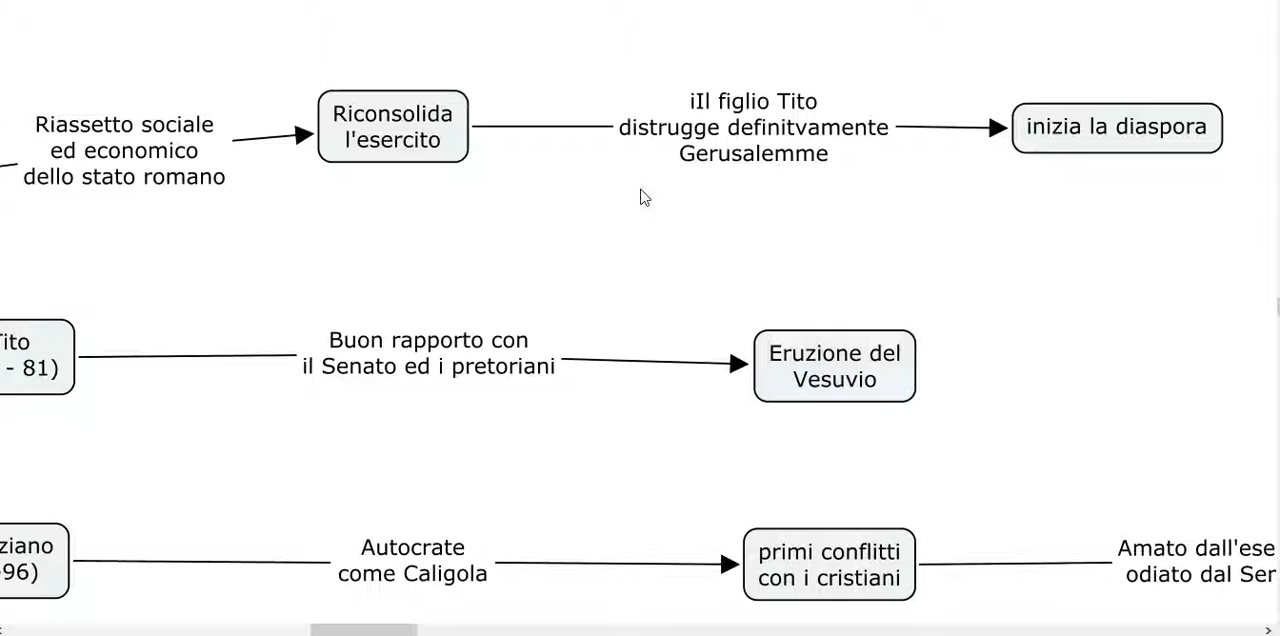 Riassetto sociale
ed economico
dello stato romano
Riconsolida
l'esercito
iIl figlio Tito
distrugge definitvamente
Gerusalemme
inizia la diaspora
Tito
- 81)
Buon rapporto con
il Senato ed i pretoriani
Eruzione del
Vesuvio
ziano
96)
Autocrate
come Caligola
primi conflitti
con i cristiani
Amato dall'ese
odiato dal Ser